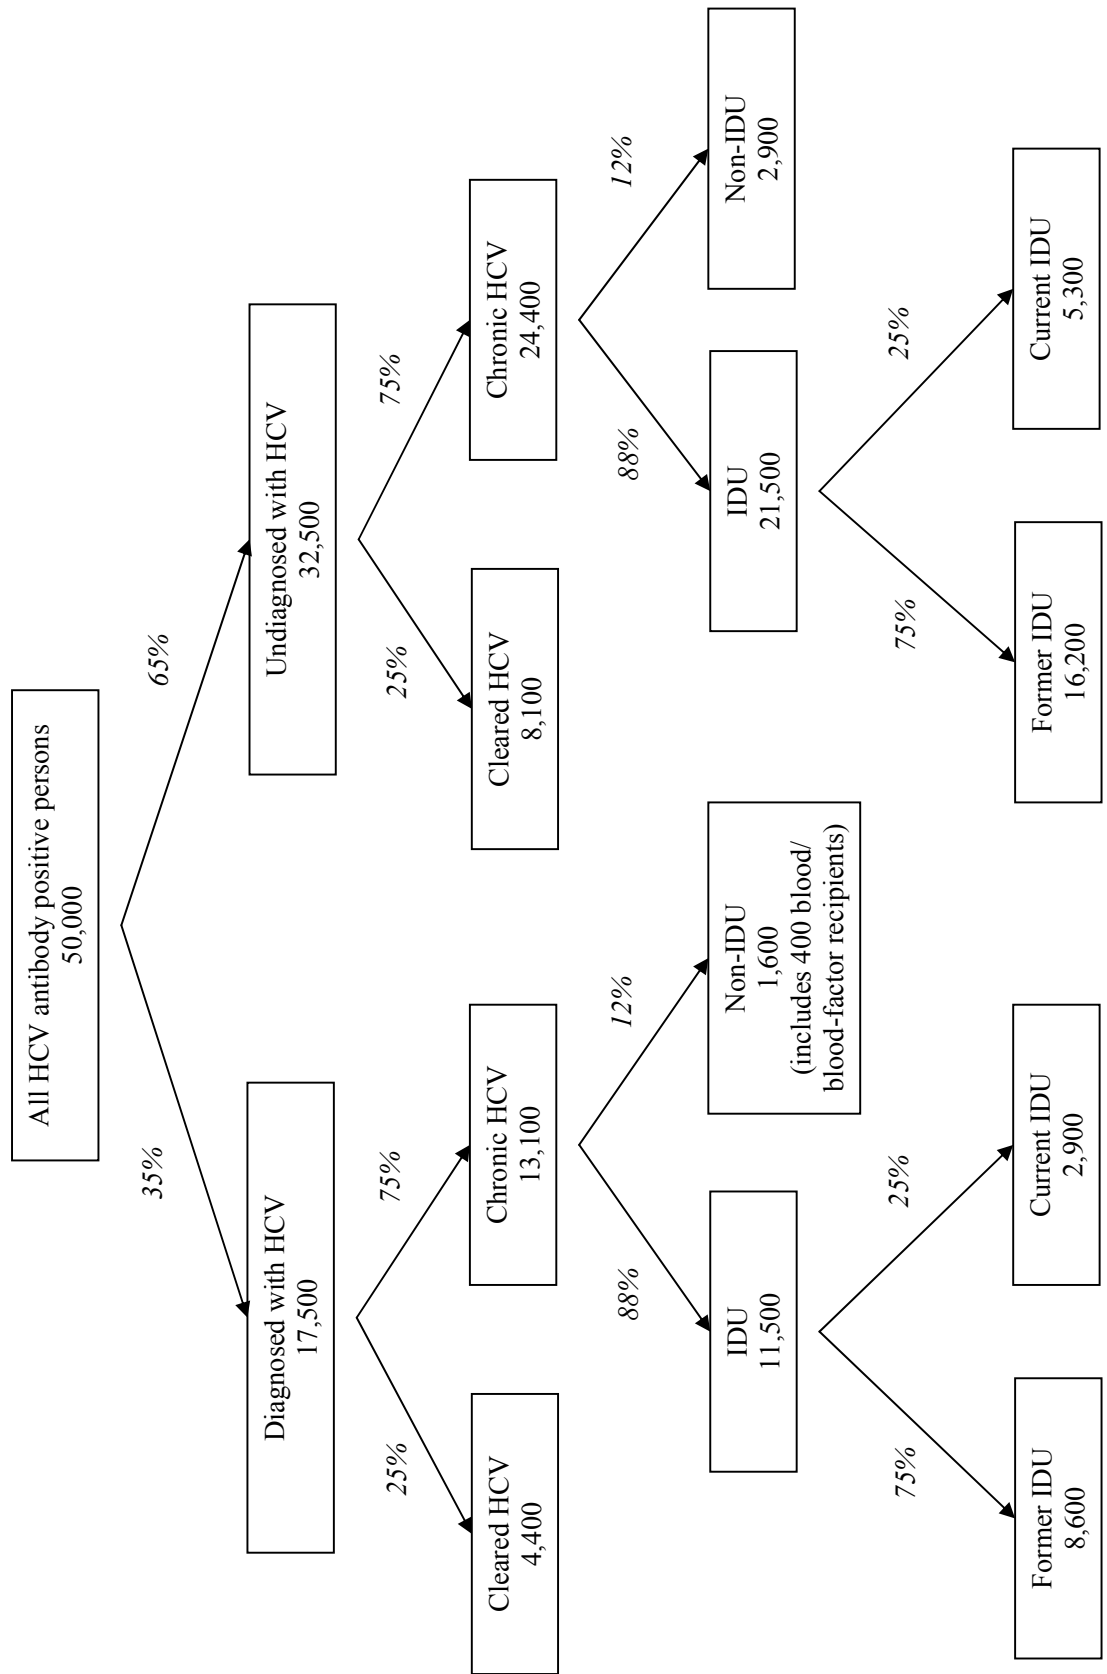 All HCV antibody positive persons
50,000
35%
65%
Diagnosed with HCV
17,500
Undiagnosed with HCV
32,500
25%
75%
25%
75%
Cleared HCV
4,400
Chronic HCV
13,100
Cleared HCV
8,100
Chronic HCV
24,400
88%
12%
88%
12%
IDU
11,500
Non-IDU
1,600
(includes 400 blood/
blood-factor recipients)
IDU
21,500
Non-IDU
2,900
75%
25%
75%
25%
Former IDU
8,600
Current IDU
2,900
Former IDU
16,200
Current IDU
5,300